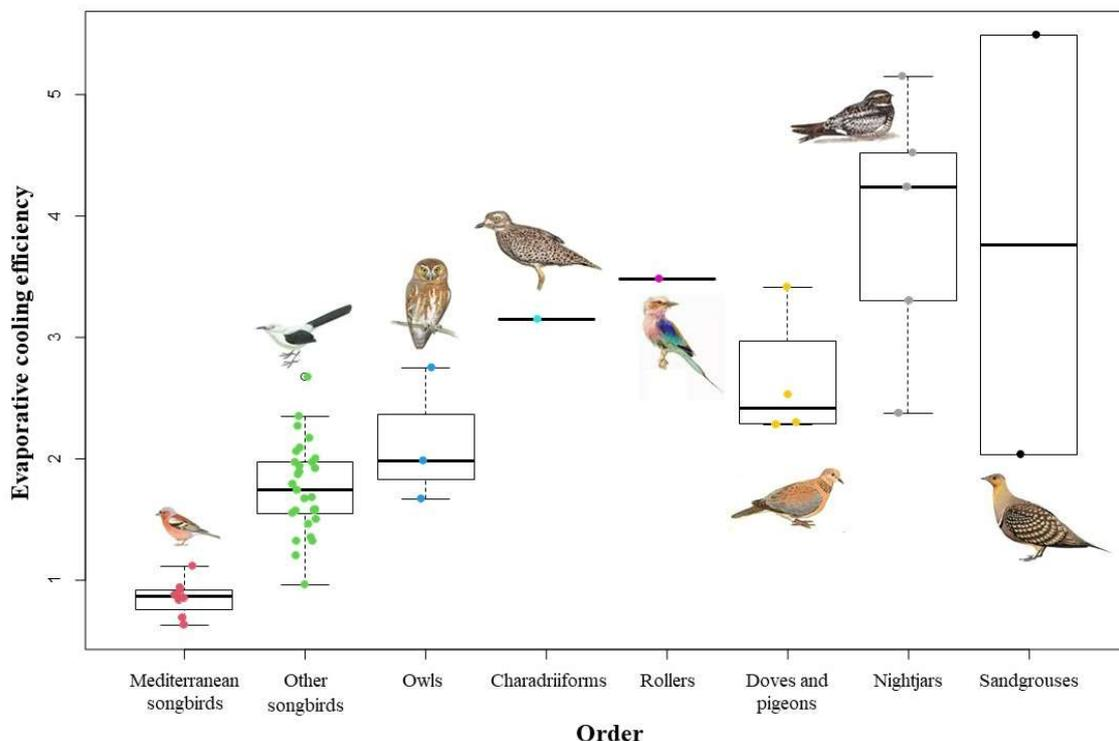 Evaporative cooling efficiency
5
4
3
2
1
Mediterranean
songbirds
Other
songbirds
Owls
Charadriiforms
Rollers
Doves and
pigeons
Nightjars
Sandgrouses
Order